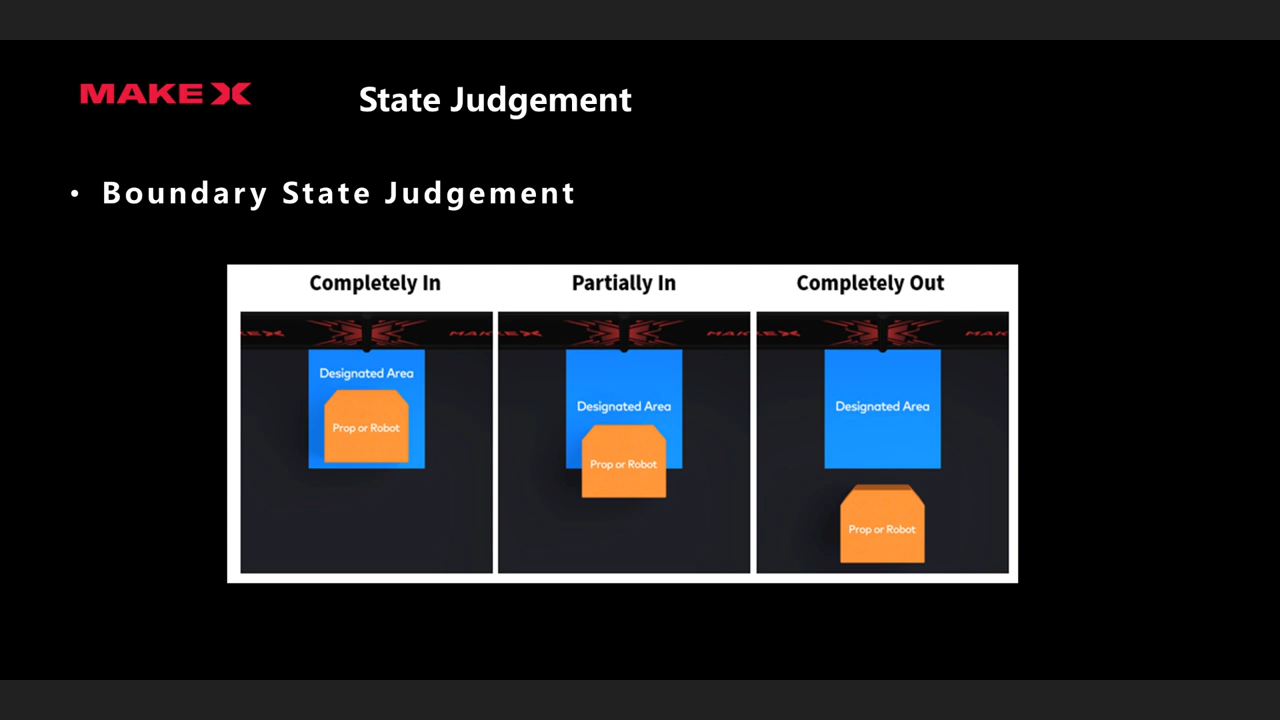 MAKE X
State Judgement
• Boundary State Judgement
Completely In
Partially In
Completely Out
Designated Area
Prop or Robot
Designated Area
Prop or Robot
Designated Area
Prop or Robot